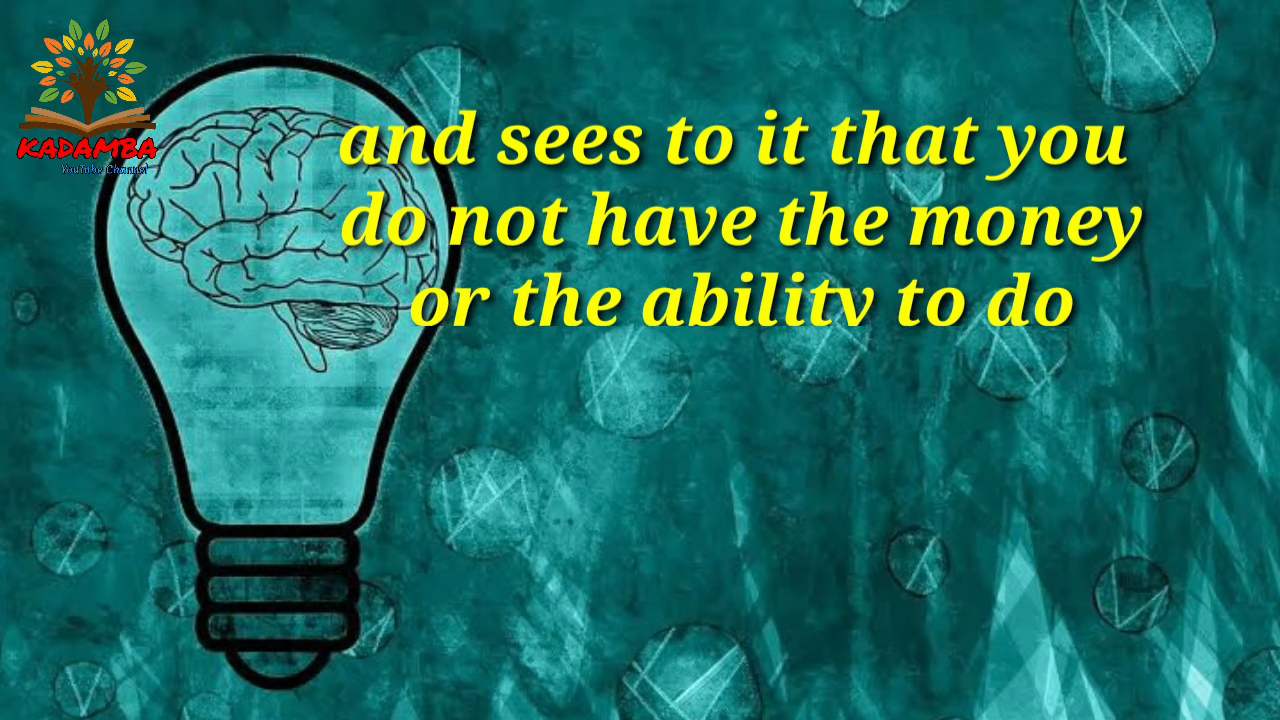 KADAMBA
YouTube Channel
and sees to it that you
do not have the money
or the ability to do